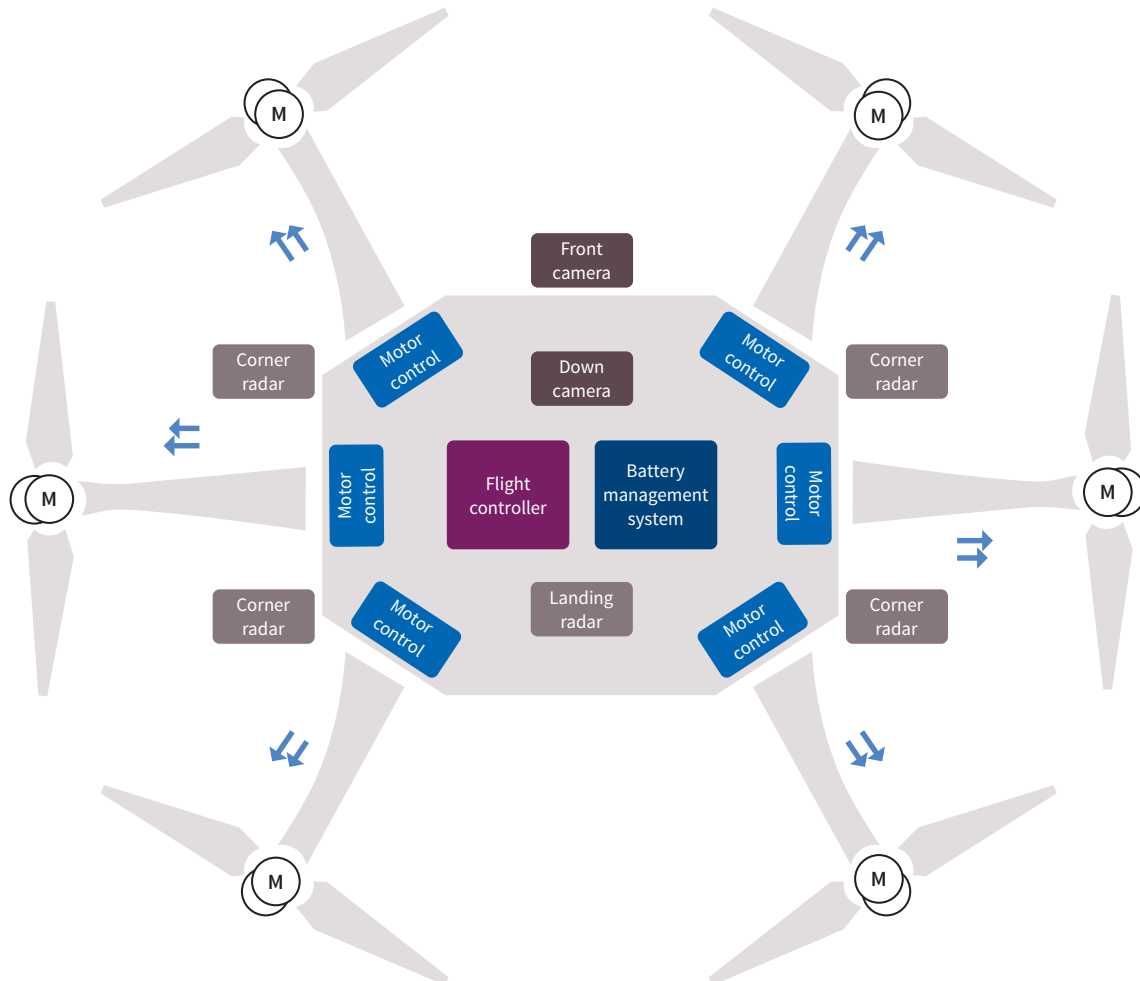 M
M
Front
camera
Motor
control
Motor
control
Corner
radar
Down
camera
Corner
radar
M
Motor
control
Flight
controller
Battery
management
system
Motor
control
M
Corner
radar
Motor
control
Landing
radar
Motor
control
Corner
radar
M
M